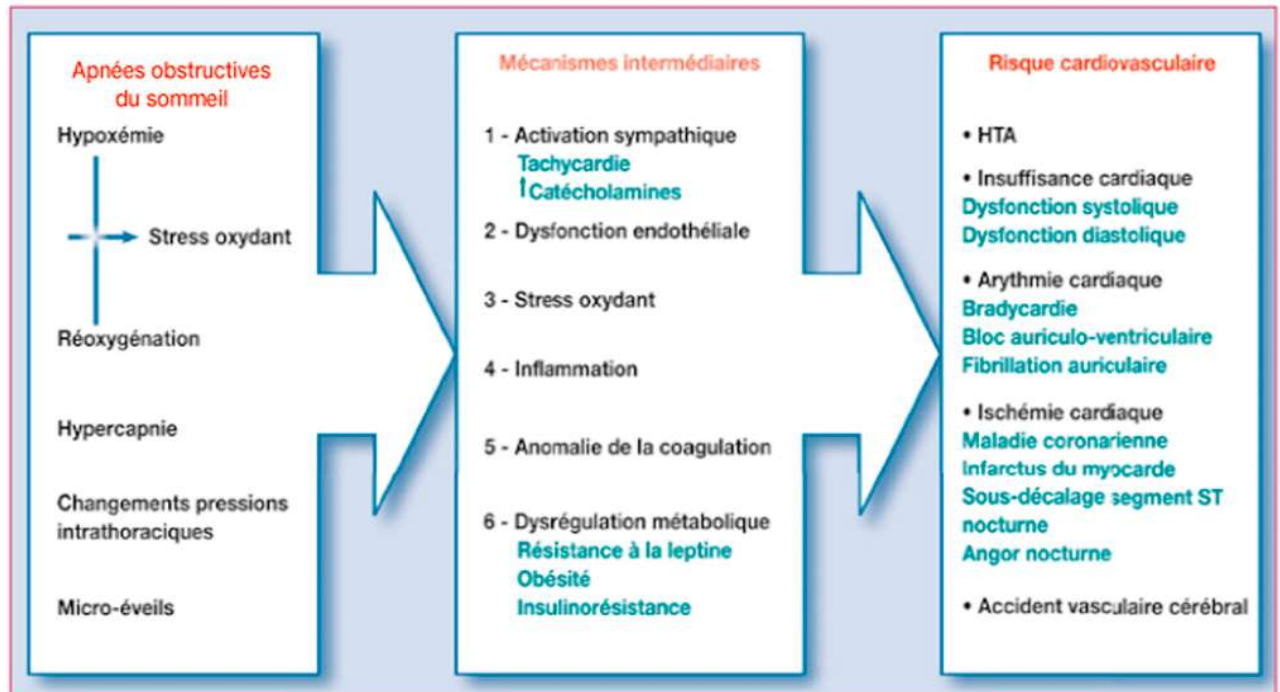 Apnées obstructives
du sommeil
Hypoxémie
Stress oxydant
Réoxygénation
Hypercapnie
Changements pressions
intrathoraciques
Micro-éveils
Mécanismes intermédiaires
1 - Activation sympathique
Tachycardie
↑Catécholamines
2 - Dysfonction endothéliale
3 - Stress oxydant
4 - Inflammation
5 - Anomalie de la coagulation
6 - Dysrégulation métabolique
Résistance à la leptine
Obésité
Insulinorésistance
Risque cardiovasculaire
• HTA
• Insuffisance cardiaque
Dysfonction systolique
Dysfonction diastolique
• Arythmie cardiaque
Bradycardie
Bloc auriculo-ventriculaire
Fibrillation auriculaire
• Ischémie cardiaque
Maladie coronarienne
Infarctus du myocarde
Sous-décalage segment ST
nocturne
Angor nocturne
• Accident vasculaire cérébral